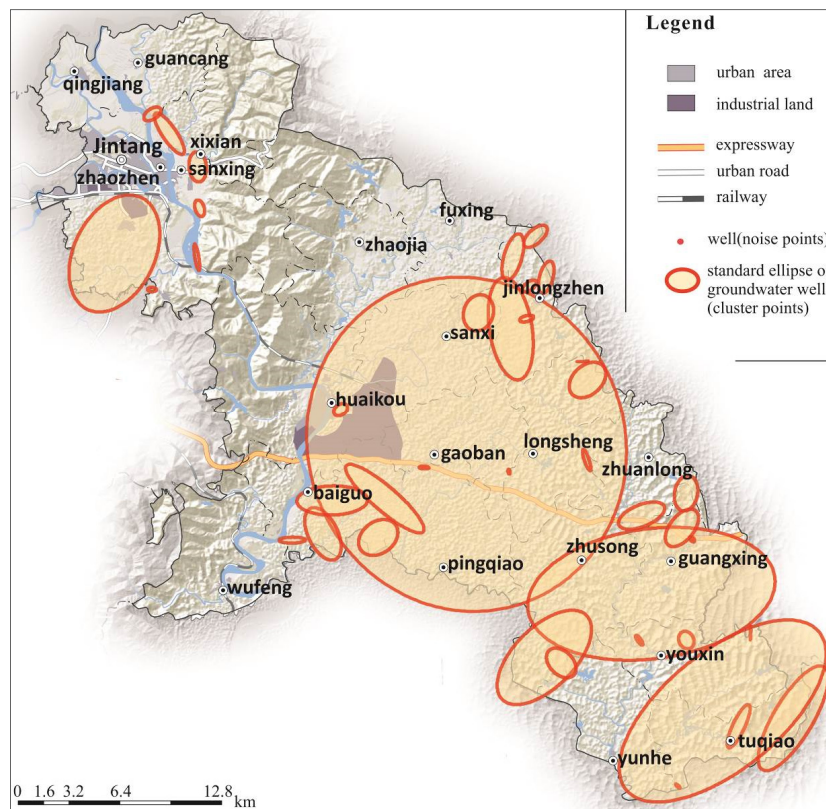 Legend
urban area
industrial land
expressway
urban road
railway
well(noise points)
standard ellipse o
groundwater well
(cluster points)
guancang
qingjiang
Jintang
xixian
zhaozhen
sanxing
fuxing
zhaojia
jinlongzhen
sanxi
huaikou
gaoban
longsheng
zhuanlong
baiguo
zhusong
guangxing
pingqiao
wufeng
youxin
tuqiao
yunhe
0 1.6 3.2 6.4 12.8
km